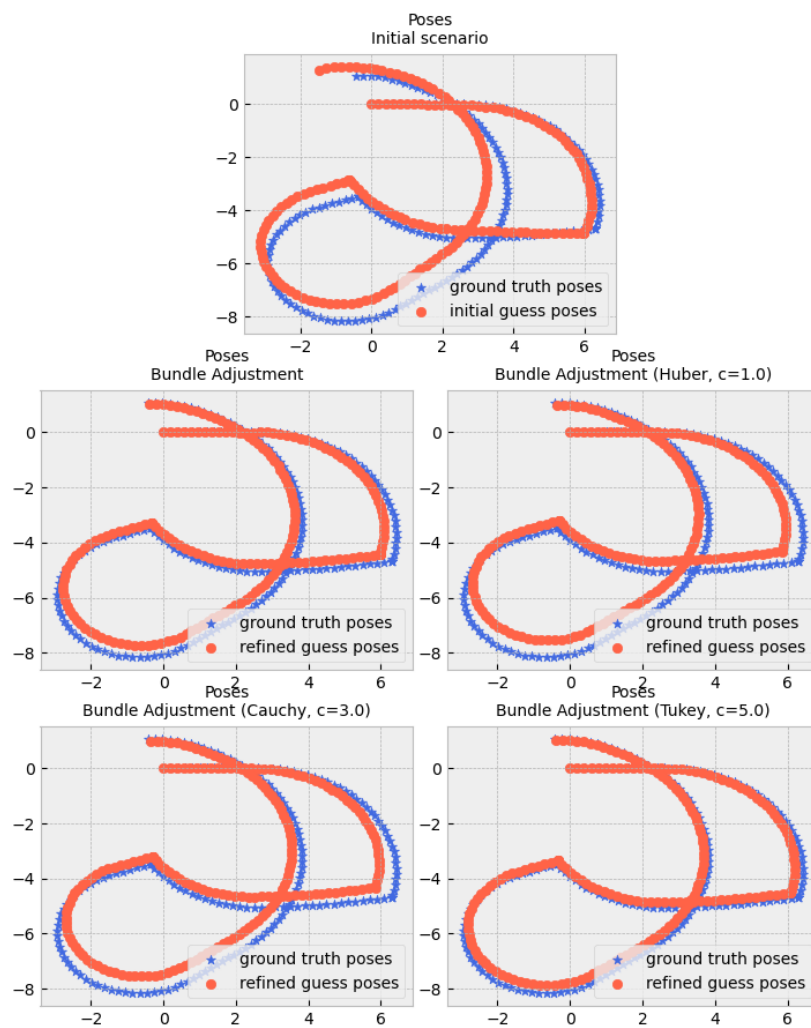 Poses
Initial scenario
0
−2
−4
−6
−8
ground truth poses
initial guess poses
−2 0 2 4 6
Poses Poses
Bundle Adjustment Bundle Adjustment (Huber, c=1.0)
0 0
−2 −2
−4 −4
−6 −6
ground truth poses ground truth poses
−8 refined guess poses −8 refined guess poses
−2 0 2 4 6 −2 0 2 4 6
Poses Poses
Bundle Adjustment (Cauchy, c=3.0) Bundle Adjustment (Tukey, c=5.0)
0 0
−2 −2
−4 −4
−6 −6
ground truth poses ground truth poses
−8 refined guess poses −8 refined guess poses
−2 0 2 4 6 −2 0 2 4 6